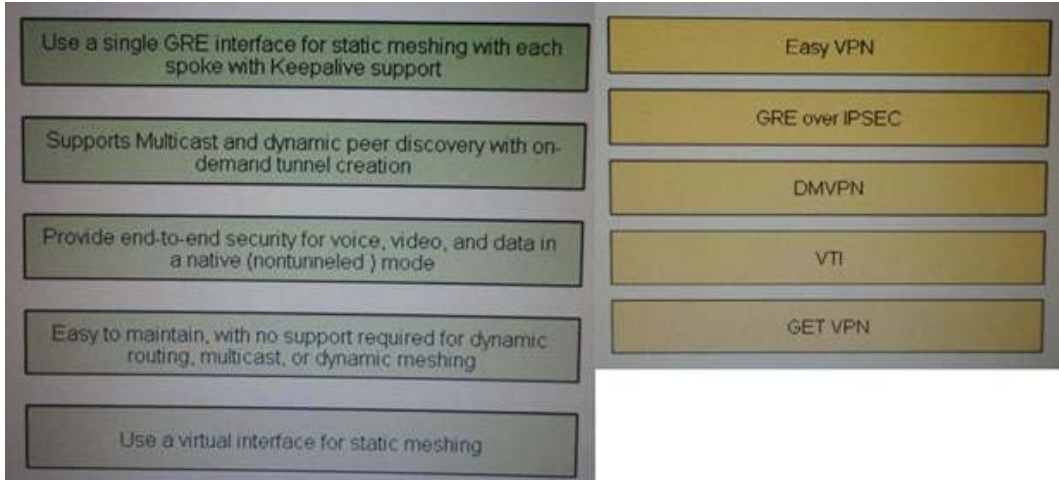 Use a single GRE interface for static meshing with each
spoke with Keepalive support
Supports Multicast and dynamic peer discovery with on-
demand tunnel creation
Provide end-to-end security for voice, video, and data in
a native (nontunneled ) mode
Easy to maintain, with no support required for dynamic
routing, multicast, or dynamic meshing
Use a virtual interface for static meshing
Easy VPN
GRE over IPSEC
DMVPN
VTI
GET VPN